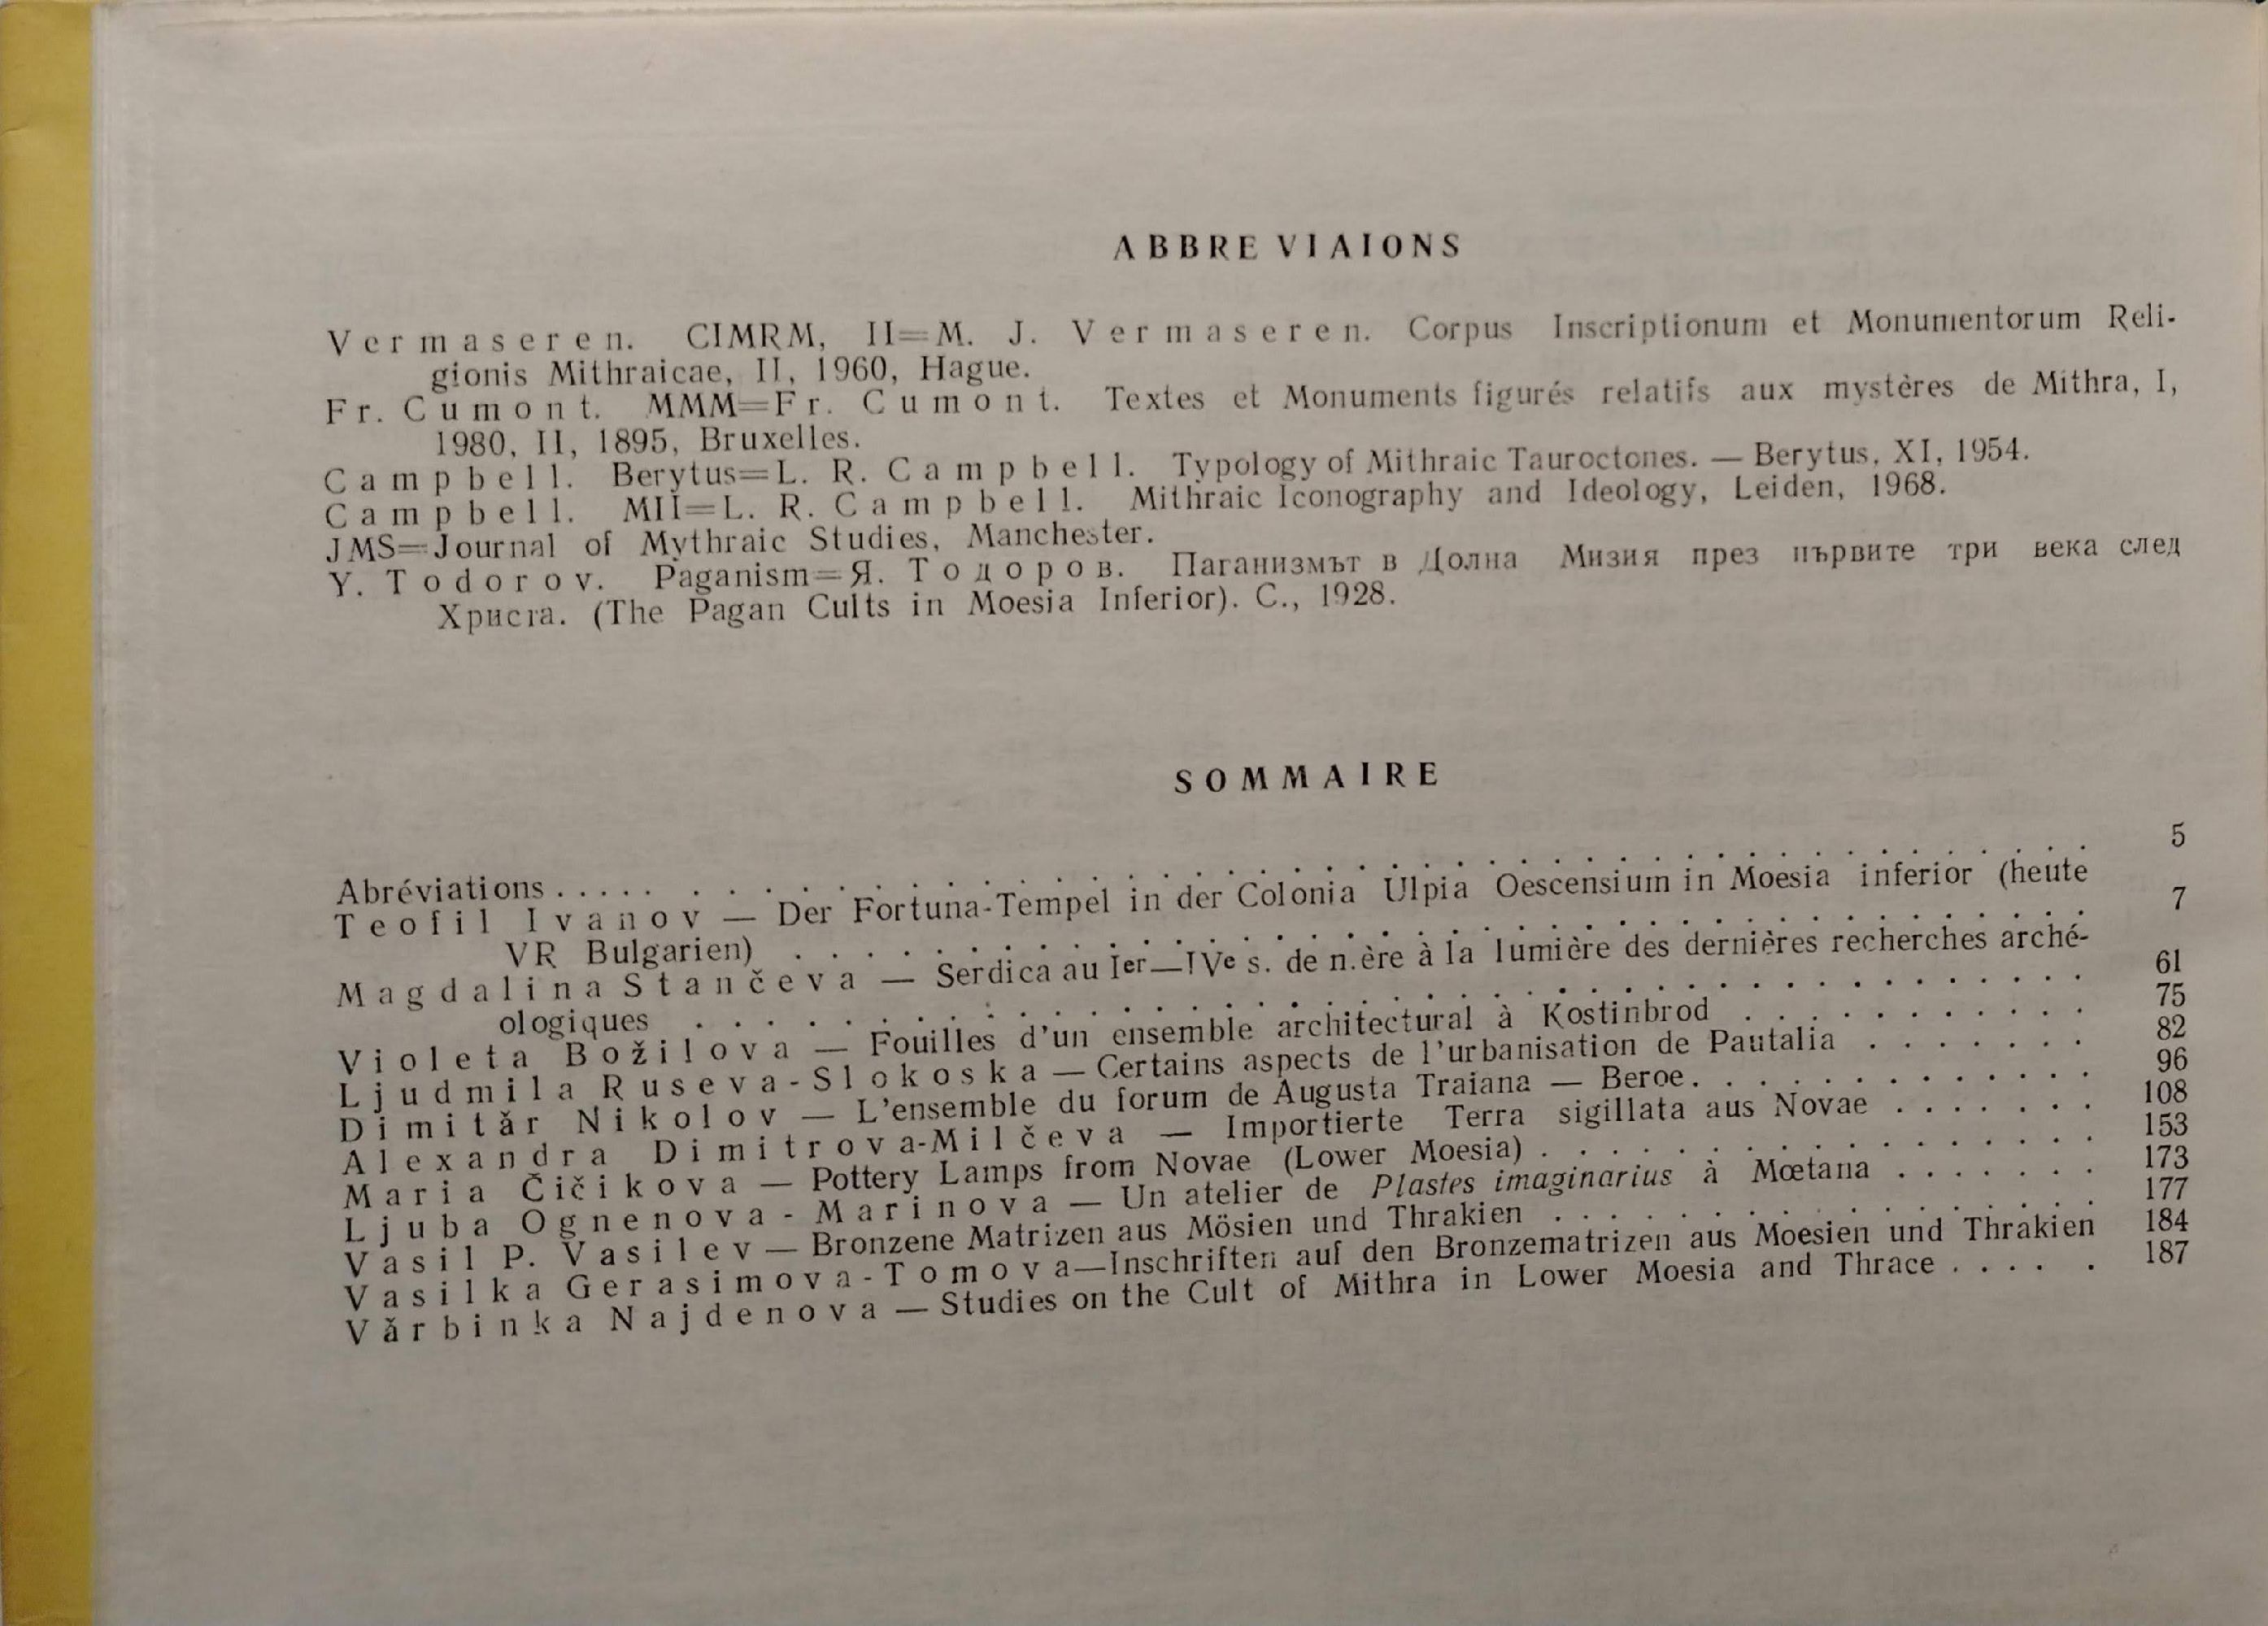 ABBREVIAIONS
Vermaseren. CIMRM, II=M. J. Vermaseren. Corpus Inscriptionum et Monumentorum Reli-
gionis Mithraicae, II, 1960, Hague.
Fr. Cumont. MMM=Fr. Cumont. Textes et Monuments figurés relatifs aux mystères de Mithra, I,
1980, II, 1895, Bruxelles.
Campbell. Berytus=L. R. Campbell. Typology of Mithraic Tauroctones. — Berytus, XI, 1954.
Campbell. MII=L. R. Campbell. Mithraic Iconography and Ideology, Leiden, 1968.
JMS=Journal of Mythraic Studies, Manchester.
Y. Todorov. Paganism=Я. Тодоров. Паганизмът в Долна Мизия през първите три века след
Христа. (The Pagan Cults in Moesia Inferior). С., 1928.
SOMMAIRE
Abréviations . . . . . 5
Teofil Ivanov — Der Fortuna-Tempel in der Colonia Ulpia Oescensium in Moesia inferior (heute
VR Bulgarien) . . . . . 7
Magdalina Stančeva — Serdica au Ier—IVe s. de n.ère à la lumière des dernières recherches arché-
ologiques . . . . . 61
Violeta Božilova — Fouilles d'un ensemble architectural à Kostinbrod . . . . . 75
Ljudmila Ruseva-Slokoska — Certains aspects de l'urbanisation de Pautalia . . . . . 82
Dimităr Nikolov — L'ensemble du forum de Augusta Traiana — Beroe . . . . . 96
Alexandra Dimitrova-Milčeva — Importierte Terra sigillata aus Novae . . . . . 108
Maria Čičikova — Pottery Lamps from Novae (Lower Moesia) . . . . . 153
Ljuba Ognenova-Marinova — Un atelier de Plastes imaginarius à Mœtana . . . . . 173
Vasil P. Vasilev — Bronzene Matrizen aus Mösien und Thrakien . . . . . 177
Vasilka Gerasimova-Tomova—Inschriften auf den Bronzematrizen aus Moesien und Thrakien 184
Vărbinka Najdenova — Studies on the Cult of Mithra in Lower Moesia and Thrace . . . . . 187